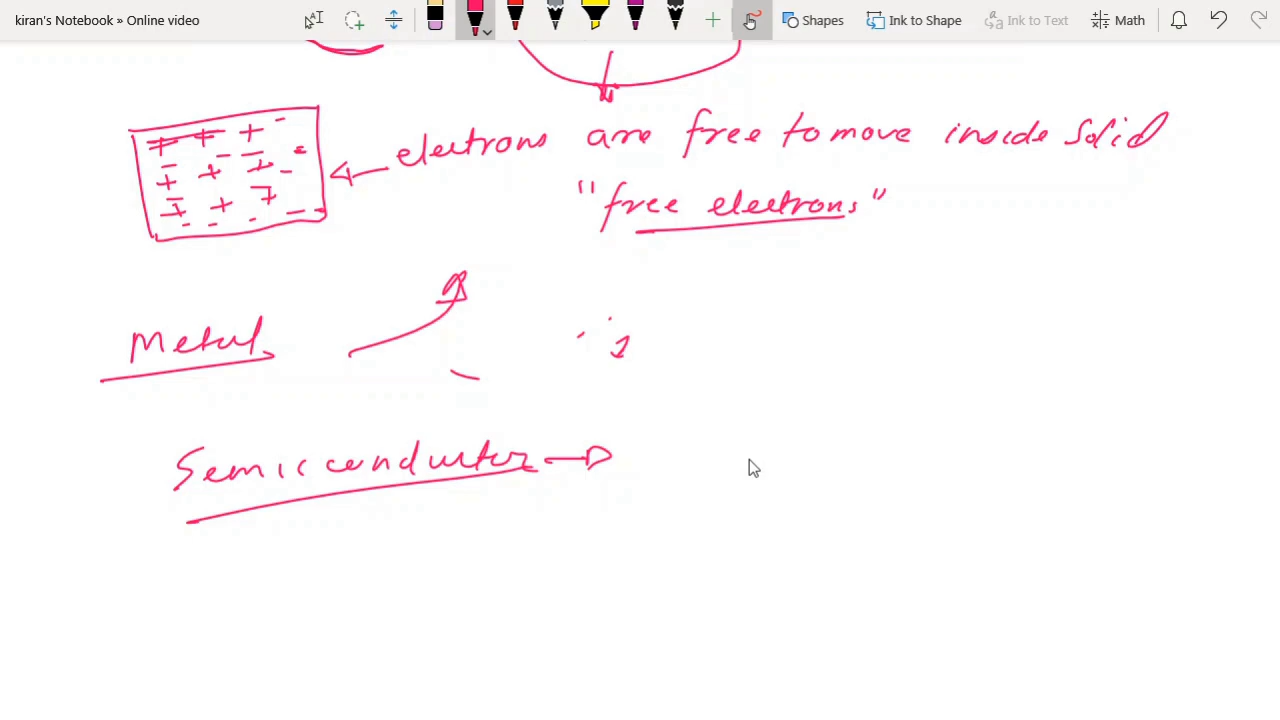 kiran's Notebook » Online video
Shapes Ink to Shape Ink to Text Math
electrons are free to move inside Solid
"free electrons"
Metal
Semiconductor